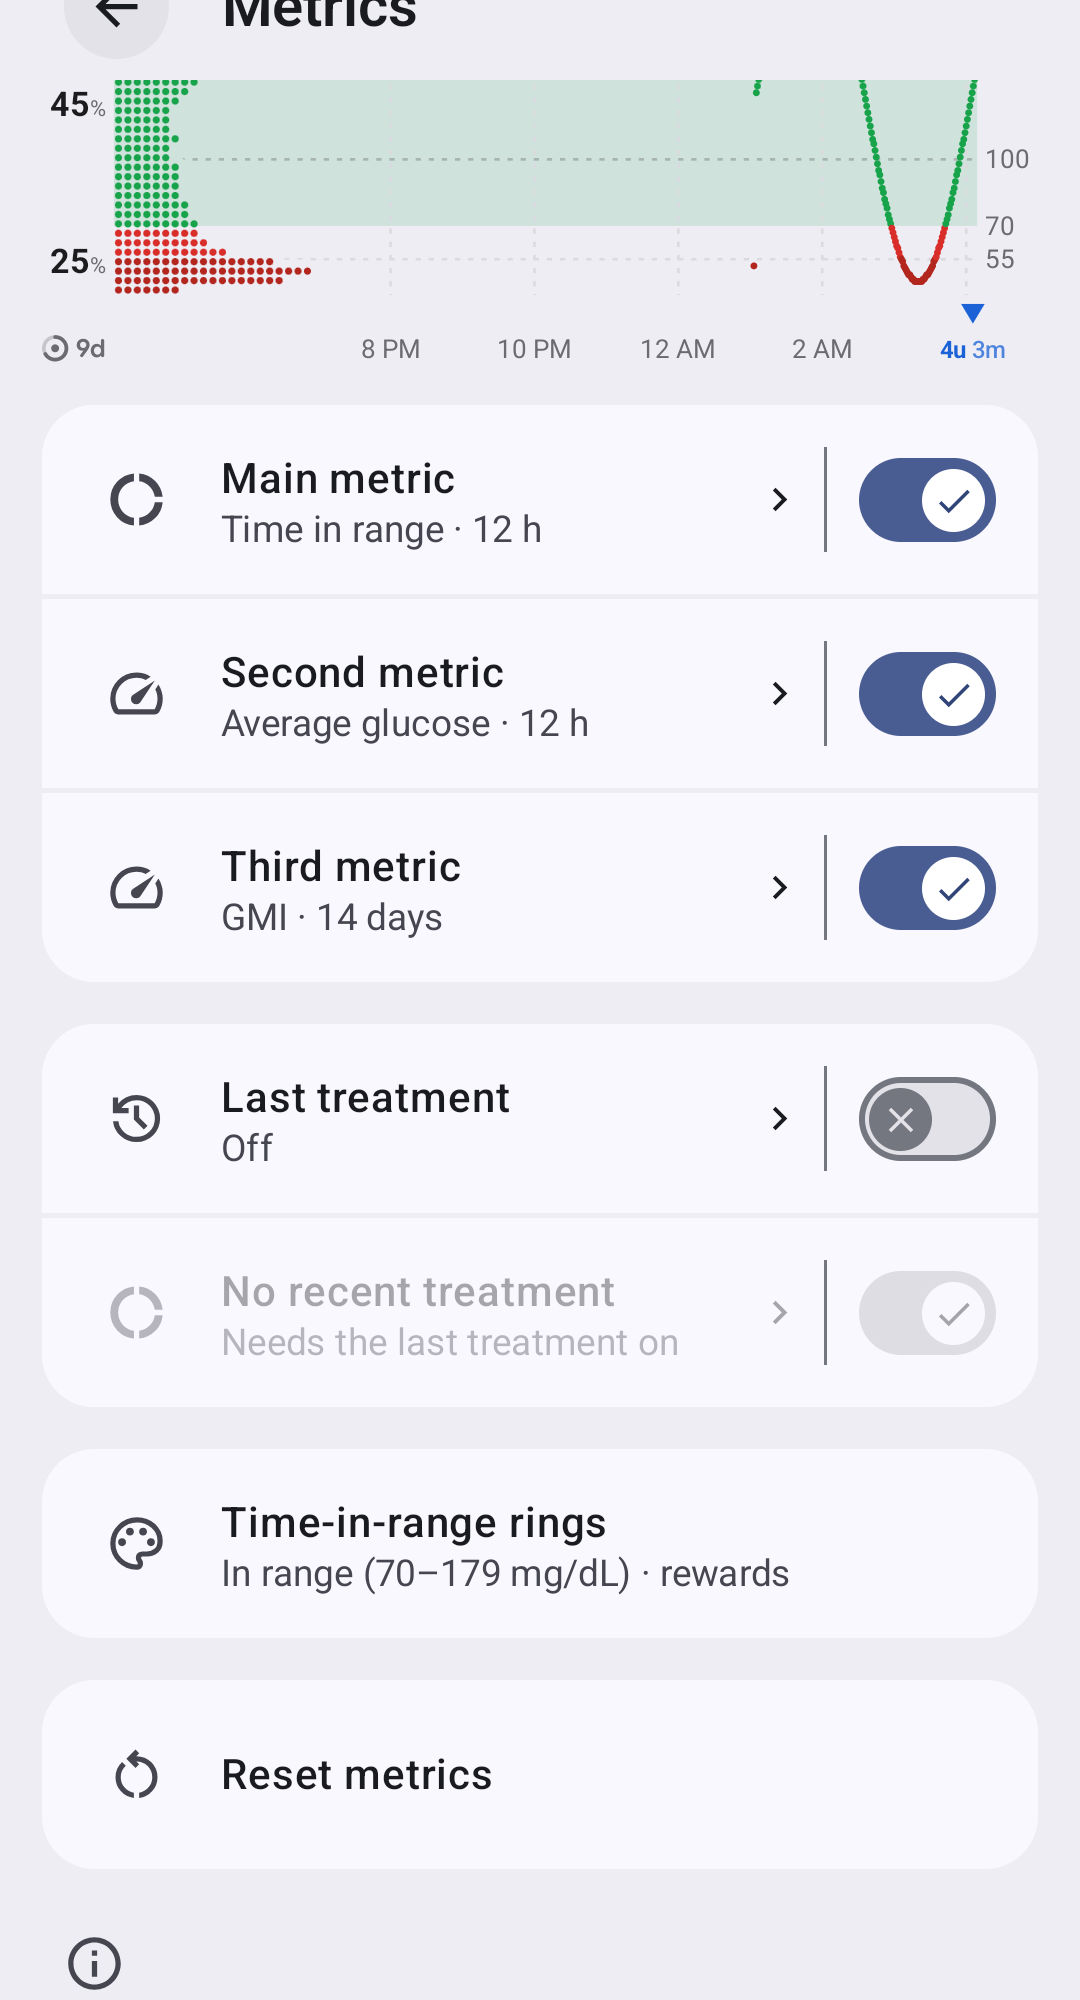 Metrics
45%
100
70
25%
55
9d
8 PM
10 PM
12 AM
2 AM
4u 3m
Main metric
Time in range · 12 h
Second metric
Average glucose · 12 h
Third metric
GMI · 14 days
Last treatment
Off
No recent treatment
Needs the last treatment on
Time-in-range rings
In range (70–179 mg/dL) · rewards
Reset metrics